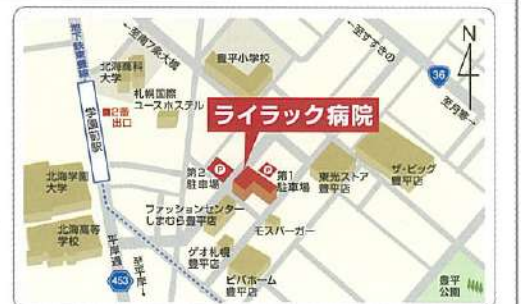 ←至南7条大橋
←至すすきの
N
地下鉄東豊線
北海商科
大学
豊平小学校
36
札幌国際
ユースホステル
至月寒→
2番
出口
ライラック病院
学園前駅
P
P
第2
駐車場
第1
駐車場
東光ストア
豊平店
ザ・ビッグ
豊平店
北海学園
大学
ファッションセンター
しまむら豊平店
モスバーガー
北海高等
学校
平岸通
ゲオ札幌
豊平店
453
至平岸→
ビバホーム
豊平店
豊平
公園